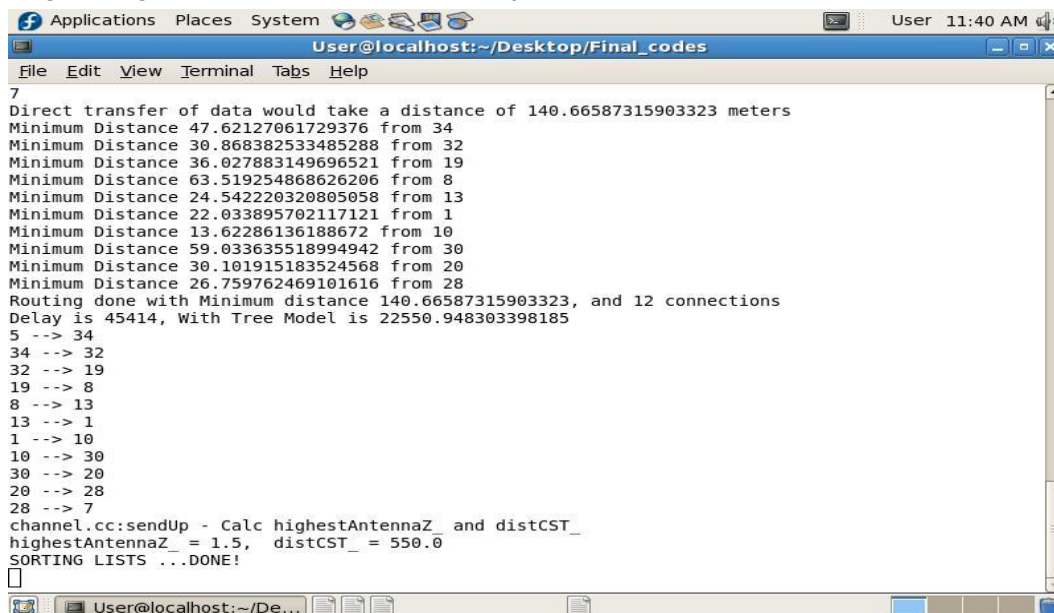 Applications Places System User 11:40 AM
User@localhost:~/Desktop/Final_codes
File Edit View Terminal Tabs Help
7
Direct transfer of data would take a distance of 140.66587315903323 meters
Minimum Distance 47.62127061729376 from 34
Minimum Distance 30.868382533485288 from 32
Minimum Distance 36.027883149696521 from 19
Minimum Distance 63.519254868626206 from 8
Minimum Distance 24.542220320805058 from 13
Minimum Distance 22.033895702117121 from 1
Minimum Distance 13.62286136188672 from 10
Minimum Distance 59.033635518994942 from 30
Minimum Distance 30.101915183524568 from 20
Minimum Distance 26.759762469101616 from 28
Routing done with Minimum distance 140.66587315903323, and 12 connections
Delay is 45414, With Tree Model is 22550.948303398185
5 --> 34
34 --> 32
32 --> 19
19 --> 8
8 --> 13
13 --> 1
1 --> 10
10 --> 30
30 --> 20
20 --> 28
28 --> 7
channel.cc:sendUp - Calc highestAntennaZ_ and distCST_
highestAntennaZ_ = 1.5, distCST_ = 550.0
SORTING LISTS ...DONE!
User@localhost:~/De...